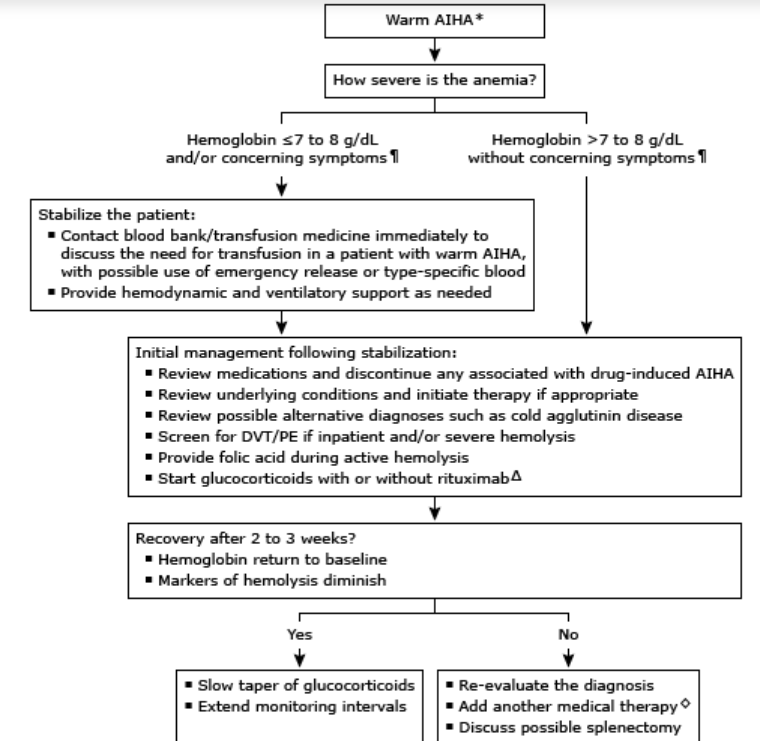 Warm AIHA*
How severe is the anemia?
Hemoglobin ≤7 to 8 g/dL
and/or concerning symptoms¶
Hemoglobin >7 to 8 g/dL
without concerning symptoms¶
Stabilize the patient:
▪ Contact blood bank/transfusion medicine immediately to
discuss the need for transfusion in a patient with warm AIHA,
with possible use of emergency release or type-specific blood
▪ Provide hemodynamic and ventilatory support as needed
Initial management following stabilization:
▪ Review medications and discontinue any associated with drug-induced AIHA
▪ Review underlying conditions and initiate therapy if appropriate
▪ Review possible alternative diagnoses such as cold agglutinin disease
▪ Screen for DVT/PE if inpatient and/or severe hemolysis
▪ Provide folic acid during active hemolysis
▪ Start glucocorticoids with or without rituximabΔ
Recovery after 2 to 3 weeks?
▪ Hemoglobin return to baseline
▪ Markers of hemolysis diminish
Yes
No
▪ Slow taper of glucocorticoids
▪ Extend monitoring intervals
▪ Re-evaluate the diagnosis
▪ Add another medical therapy◇
▪ Discuss possible splenectomy